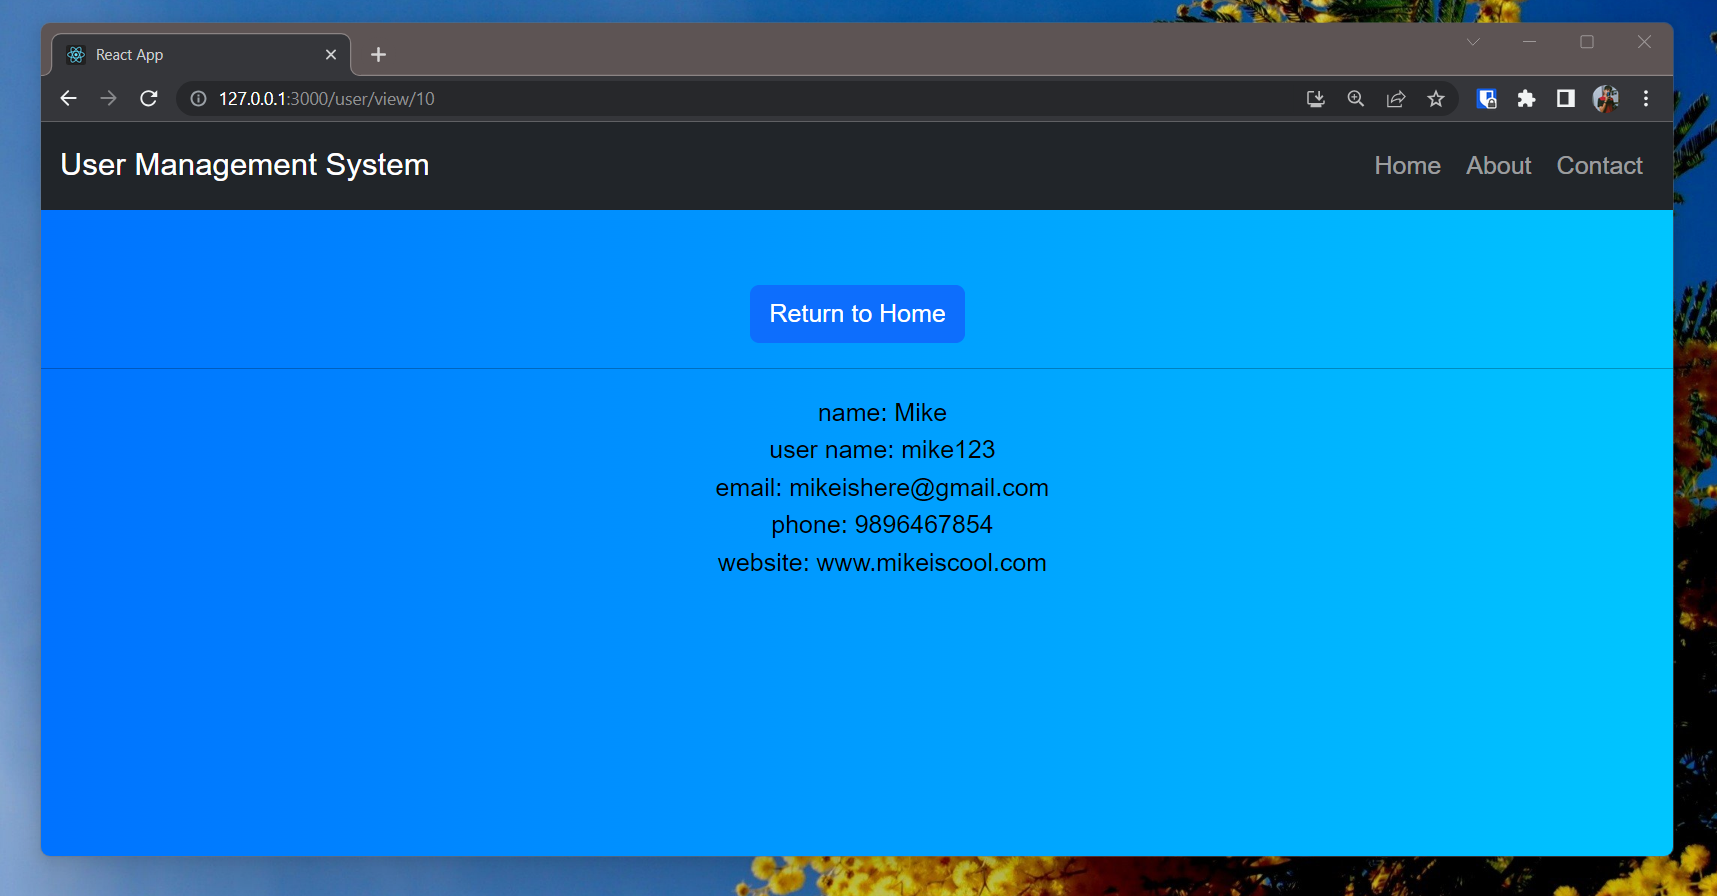 React App
127.0.0.1:3000/user/view/10
User Management System
Home About Contact
Return to Home
name: Mike
user name: mike123
email: mikeishere@gmail.com
phone: 9896467854
website: www.mikeiscool.com